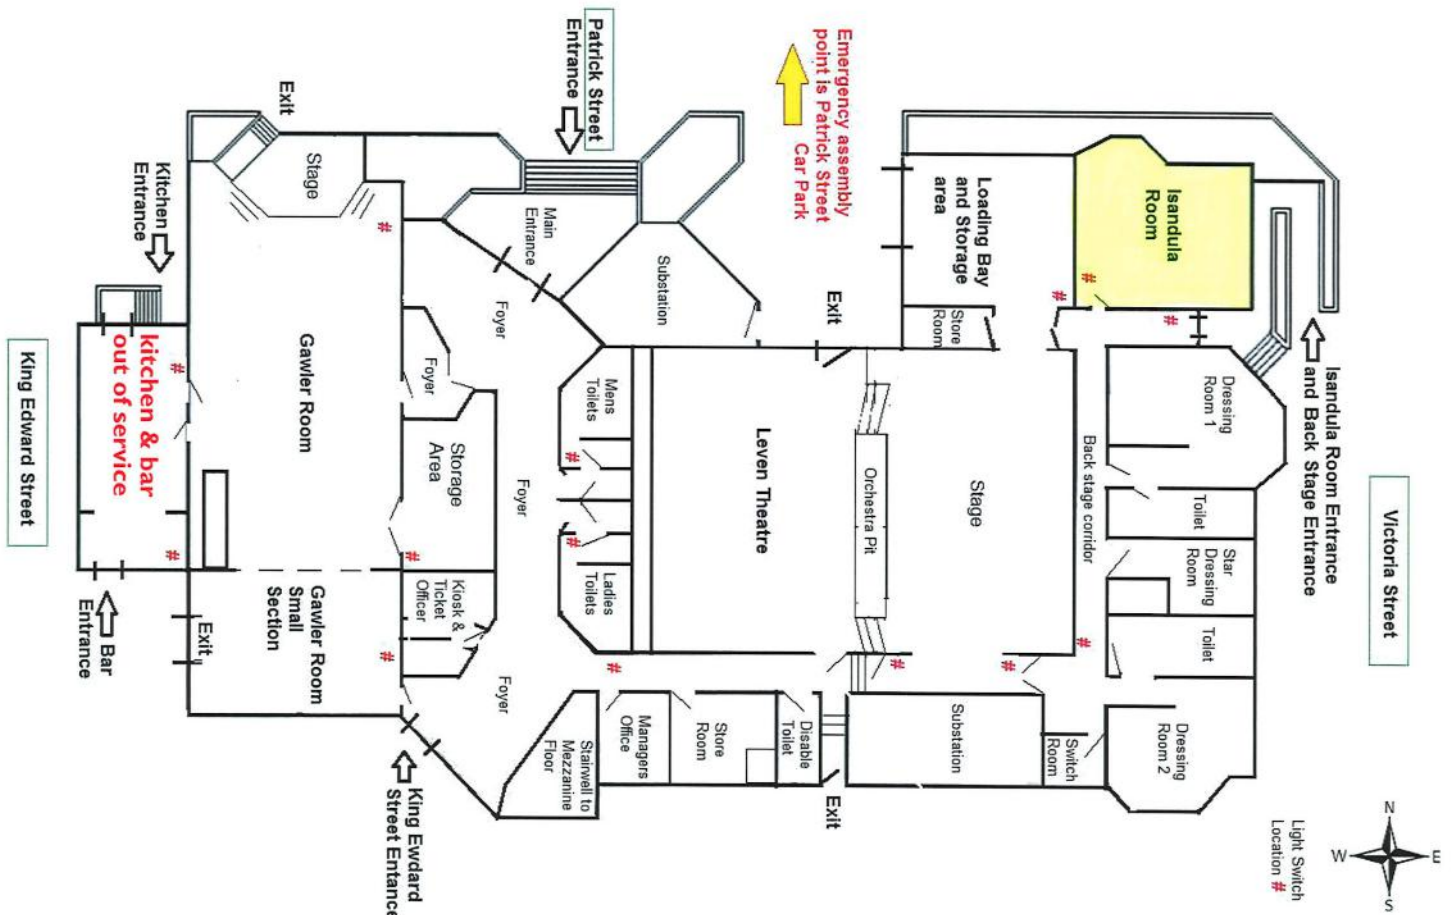 Emergency assembly
point is Patrick Street
Car Park
Patrick Street
Entrance
Exit
Kitchen
Entrance
Stage
#
Main
Entrance
Substation
Exit
Loading Bay
and Storage
area
Store
Room
#
Isandula
Room
#
#
Isandula Room Entrance
and Back Stage Entrance
Victoria Street
Foyer
Foyer
Gawler Room
#
kitchen & bar
out of service
#
King Edward Street
Bar
Entrance
Storage
Area
#
Foyer
Mens
Toilets
#
#
Ladies
Toilets
Leven Theatre
Orchestra Pit
Stage
Back stage corridor
Dressing
Room 1
Toilet
Star
Dressing
Room
Toilet
#
Dressing
Room 2
Gawler Room
Small
Section
Exit
Kiosk &
Ticket
Officer
#
Foyer
#
King Ewdard
Street Entance
Stairwell to
Mezzanine
Floor
Managers
Office
Store
Room
Disable
Toilet
Exit
#
#
Substation
Switch
Room
Light Switch
Location #
N
E
S
W